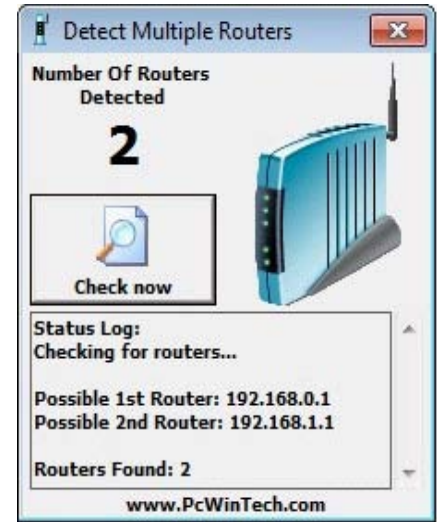 Detect Multiple Routers
Number Of Routers
Detected
2
Check now
Status Log:
Checking for routers...
Possible 1st Router: 192.168.0.1
Possible 2nd Router: 192.168.1.1
Routers Found: 2
www.PcWinTech.com